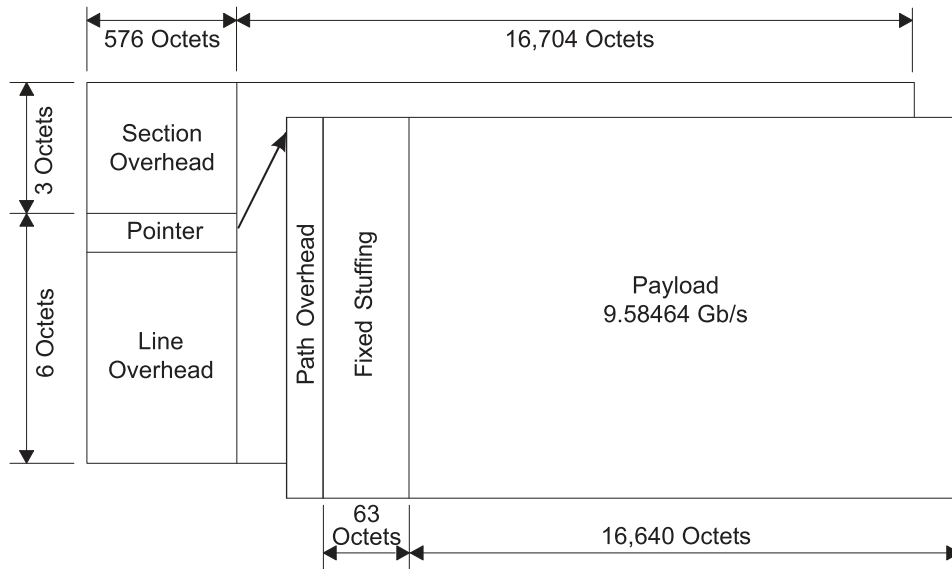 576 Octets
16,704 Octets
3 Octets
Section
Overhead
Pointer
6 Octets
Line
Overhead
Path Overhead
Fixed Stuffing
Payload
9.58464 Gb/s
63
Octets
16,640 Octets